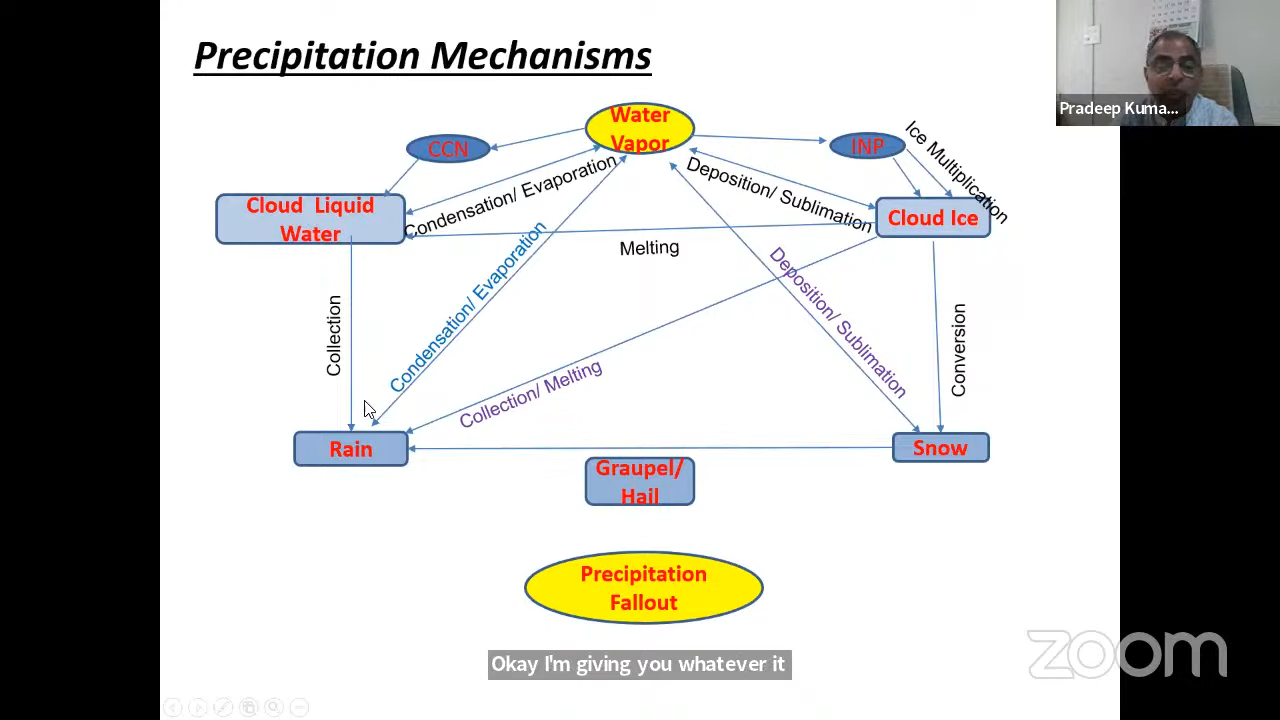 Precipitation Mechanisms
Pradeep Kuma...
Water
Vapor
CCN
INP
Ice Multiplication
Condensation/ Evaporation
Deposition/ Sublimation
Cloud Liquid
Water
Cloud Ice
Melting
Condensation/ Evaporation
Deposition/ Sublimation
Collection
Conversion
Collection/ Melting
Rain
Snow
Graupel/
Hail
Precipitation
Fallout
Okay I'm giving you whatever it
zoom